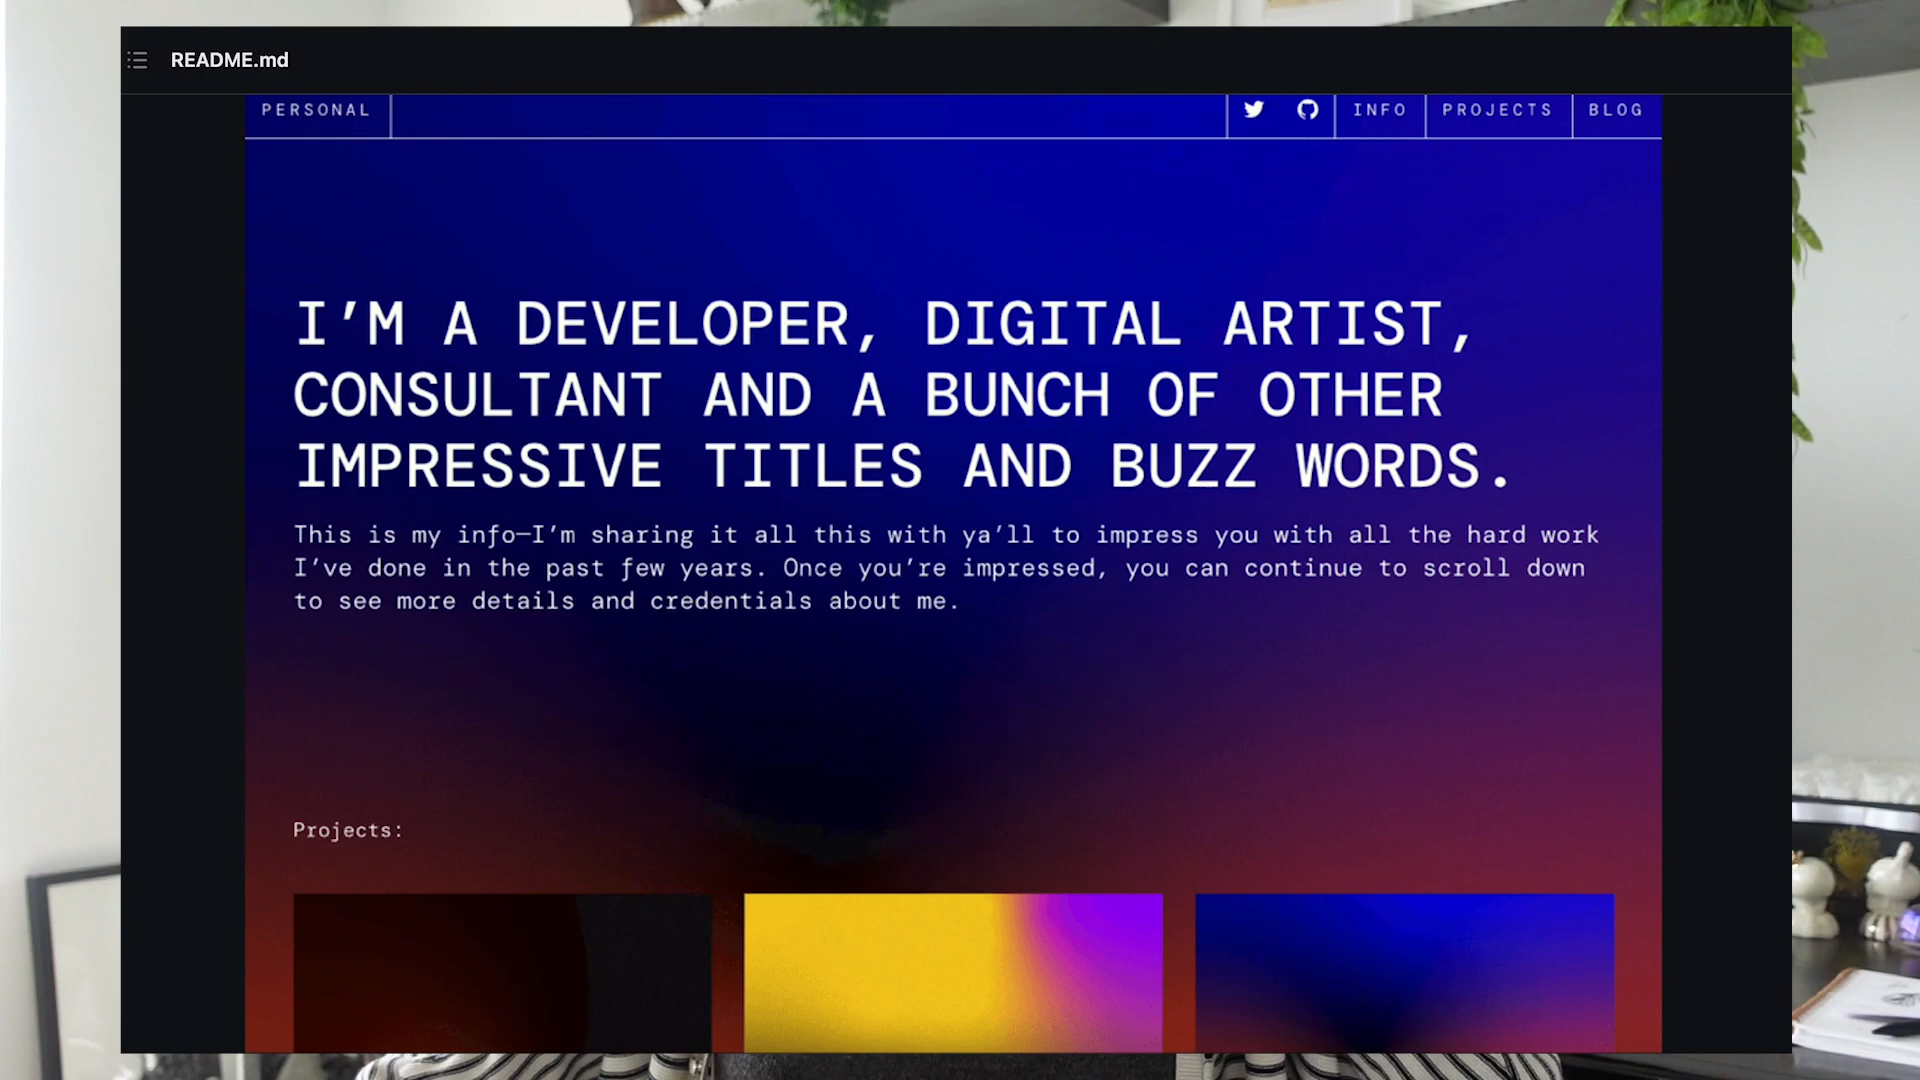 README.md
PERSONAL
INFO
PROJECTS
BLOG
I’M A DEVELOPER, DIGITAL ARTIST,
CONSULTANT AND A BUNCH OF OTHER
IMPRESSIVE TITLES AND BUZZ WORDS.
This is my info—I’m sharing it all this with ya’ll to impress you with all the hard work
I’ve done in the past few years. Once you’re impressed, you can continue to scroll down
to see more details and credentials about me.
Projects: